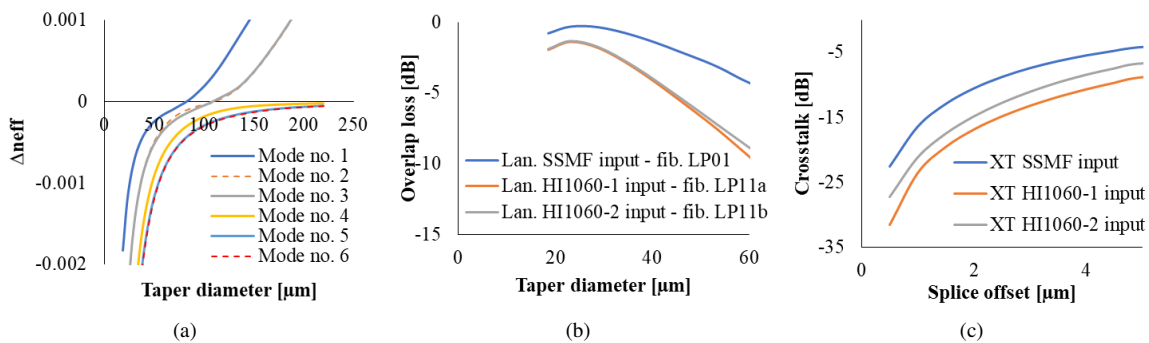 0.001
0
-0.001
-0.002
0 50 100 150 200 250
Δneff
Taper diameter [µm]
Mode no. 1
Mode no. 2
Mode no. 3
Mode no. 4
Mode no. 5
Mode no. 6
(a)
0
-5
-10
-15
0 20 40 60
Overlap loss [dB]
Taper diameter [µm]
Lan. SSMF input - fib. LP01
Lan. HI1060-1 input - fib. LP11a
Lan. HI1060-2 input - fib. LP11b
(b)
-5
-15
-25
-35
0 2 4
Crosstalk [dB]
Splice offset [µm]
XT SSMF input
XT HI1060-1 input
XT HI1060-2 input
(c)